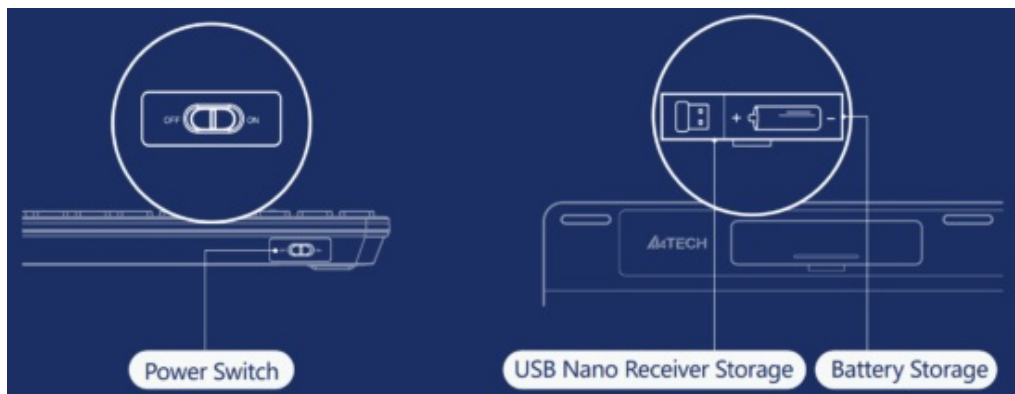 OFF ON
+ -
A4TECH
Power Switch
USB Nano Receiver Storage
Battery Storage